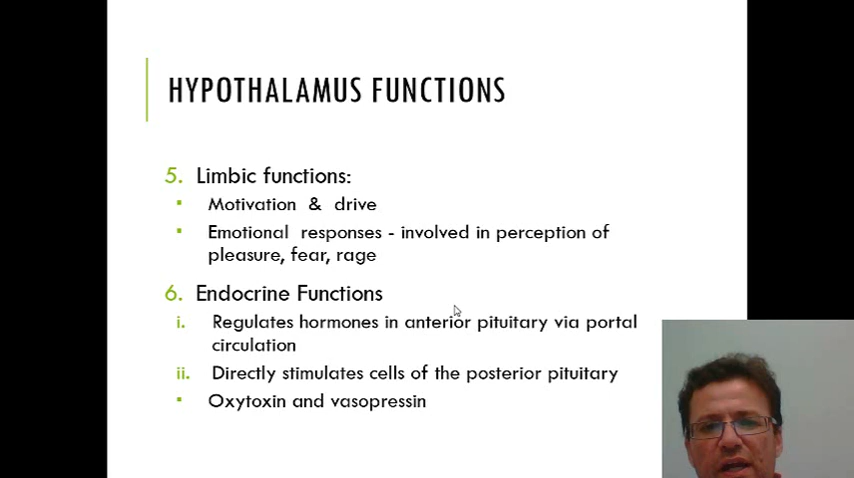 HYPOTHALAMUS FUNCTIONS
5. Limbic functions:
▪ Motivation & drive
▪ Emotional responses - involved in perception of
pleasure, fear, rage
6. Endocrine Functions
i. Regulates hormones in anterior pituitary via portal
circulation
ii. Directly stimulates cells of the posterior pituitary
▪ Oxytoxin and vasopressin